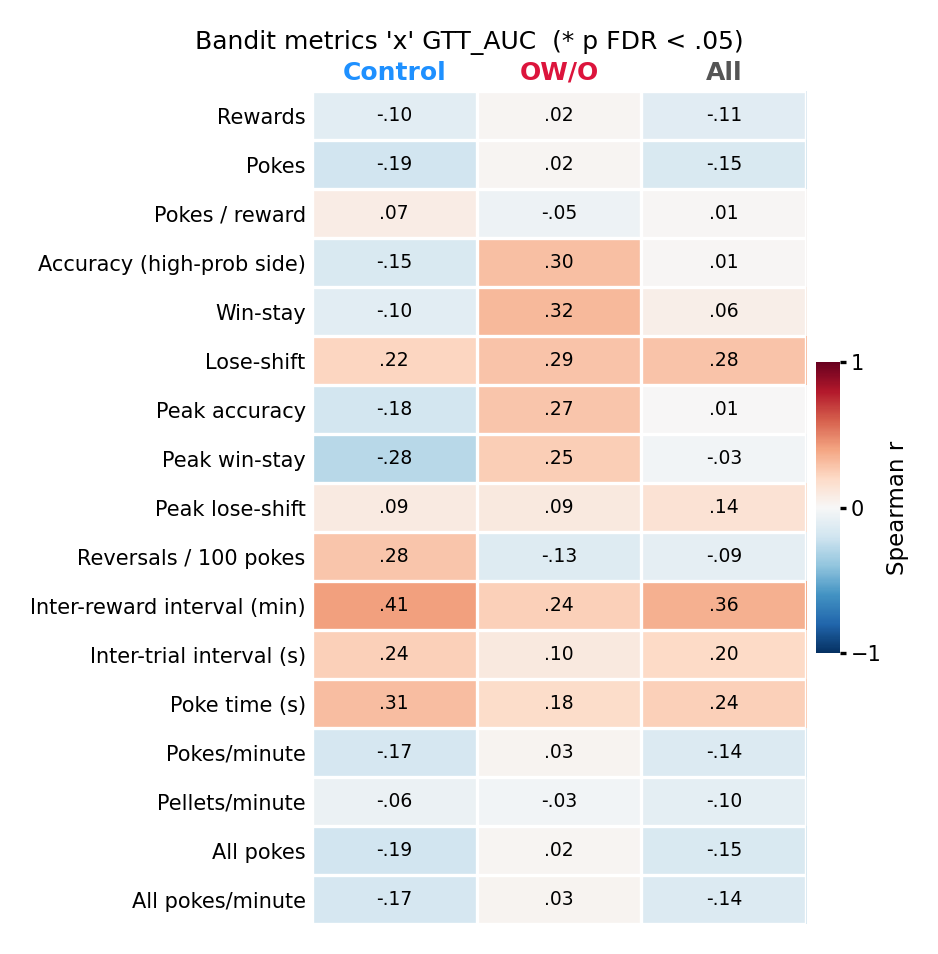 Bandit metrics 'x' GTT_AUC  (* p FDR < .05)
Control OW/O All
Rewards -.10 .02 -.11
Pokes -.19 .02 -.15
Pokes / reward .07 -.05 .01
Accuracy (high-prob side) -.15 .30 .01
Win-stay -.10 .32 .06
Lose-shift .22 .29 .28
Peak accuracy -.18 .27 .01
Peak win-stay -.28 .25 -.03
Peak lose-shift .09 .09 .14
Reversals / 100 pokes .28 -.13 -.09
Inter-reward interval (min) .41 .24 .36
Inter-trial interval (s) .24 .10 .20
Poke time (s) .31 .18 .24
Pokes/minute -.17 .03 -.14
Pellets/minute -.06 -.03 -.10
All pokes -.19 .02 -.15
All pokes/minute -.17 .03 -.14
1
0
−1
Spearman r